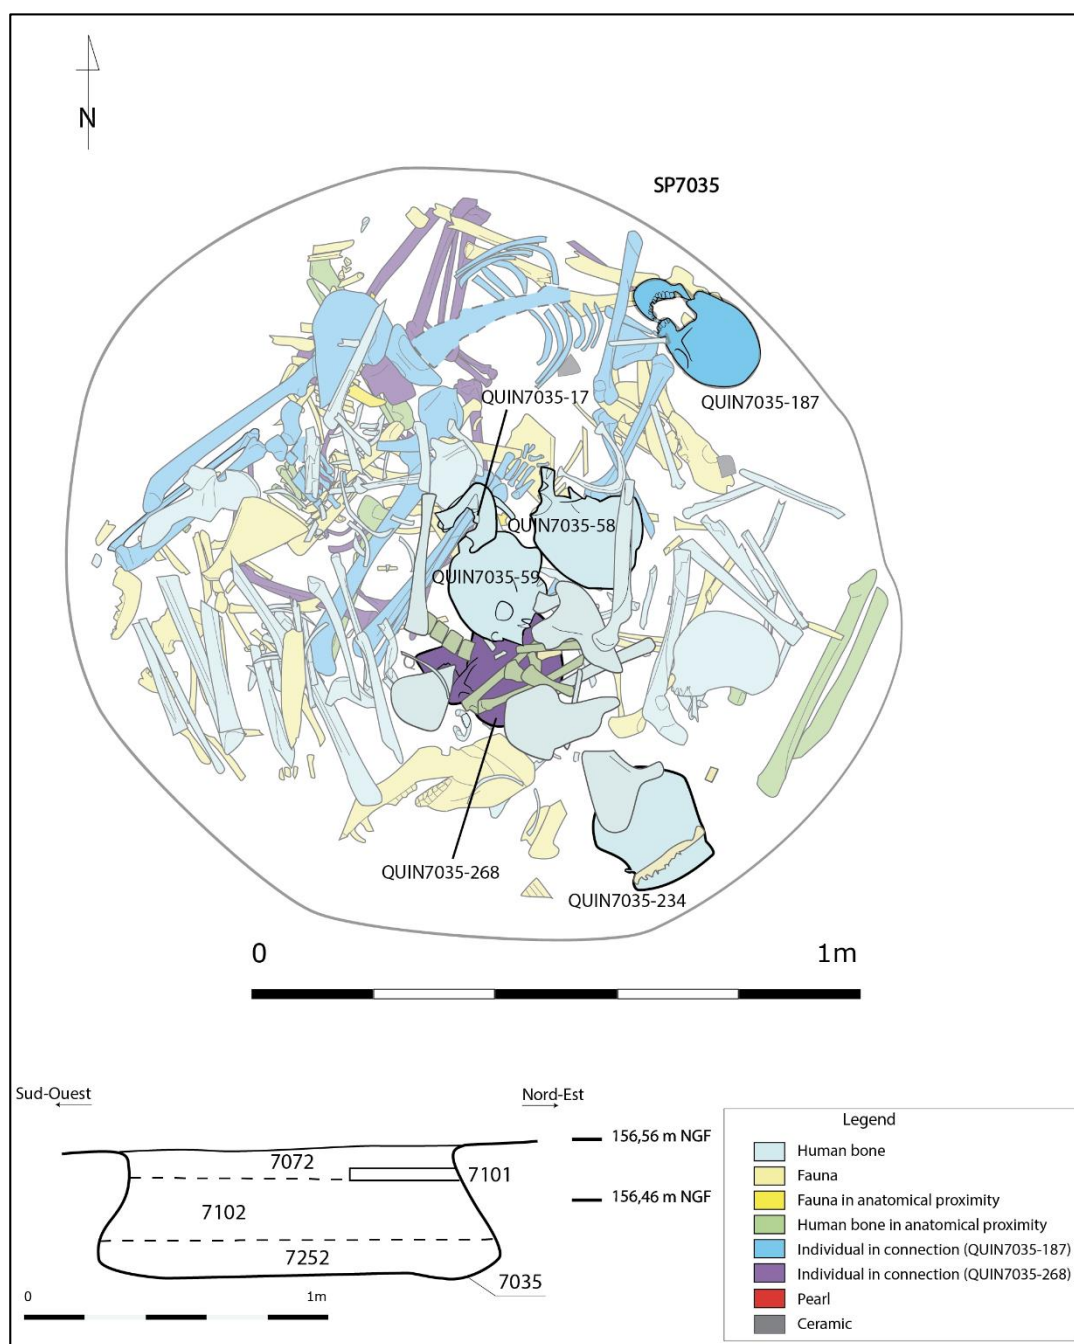 N
SP7035
QUIN7035-17
QUIN7035-187
QUIN7035-58
QUIN7035-59
QUIN7035-268
QUIN7035-234
0 1m
Sud-Ouest Nord-Est
7072
7101
7102
7252
7035
156,56 m NGF
156,46 m NGF
0 1m
Legend
Human bone
Fauna
Fauna in anatomical proximity
Human bone in anatomical proximity
Individual in connection (QUIN7035-187)
Individual in connection (QUIN7035-268)
Pearl
Ceramic